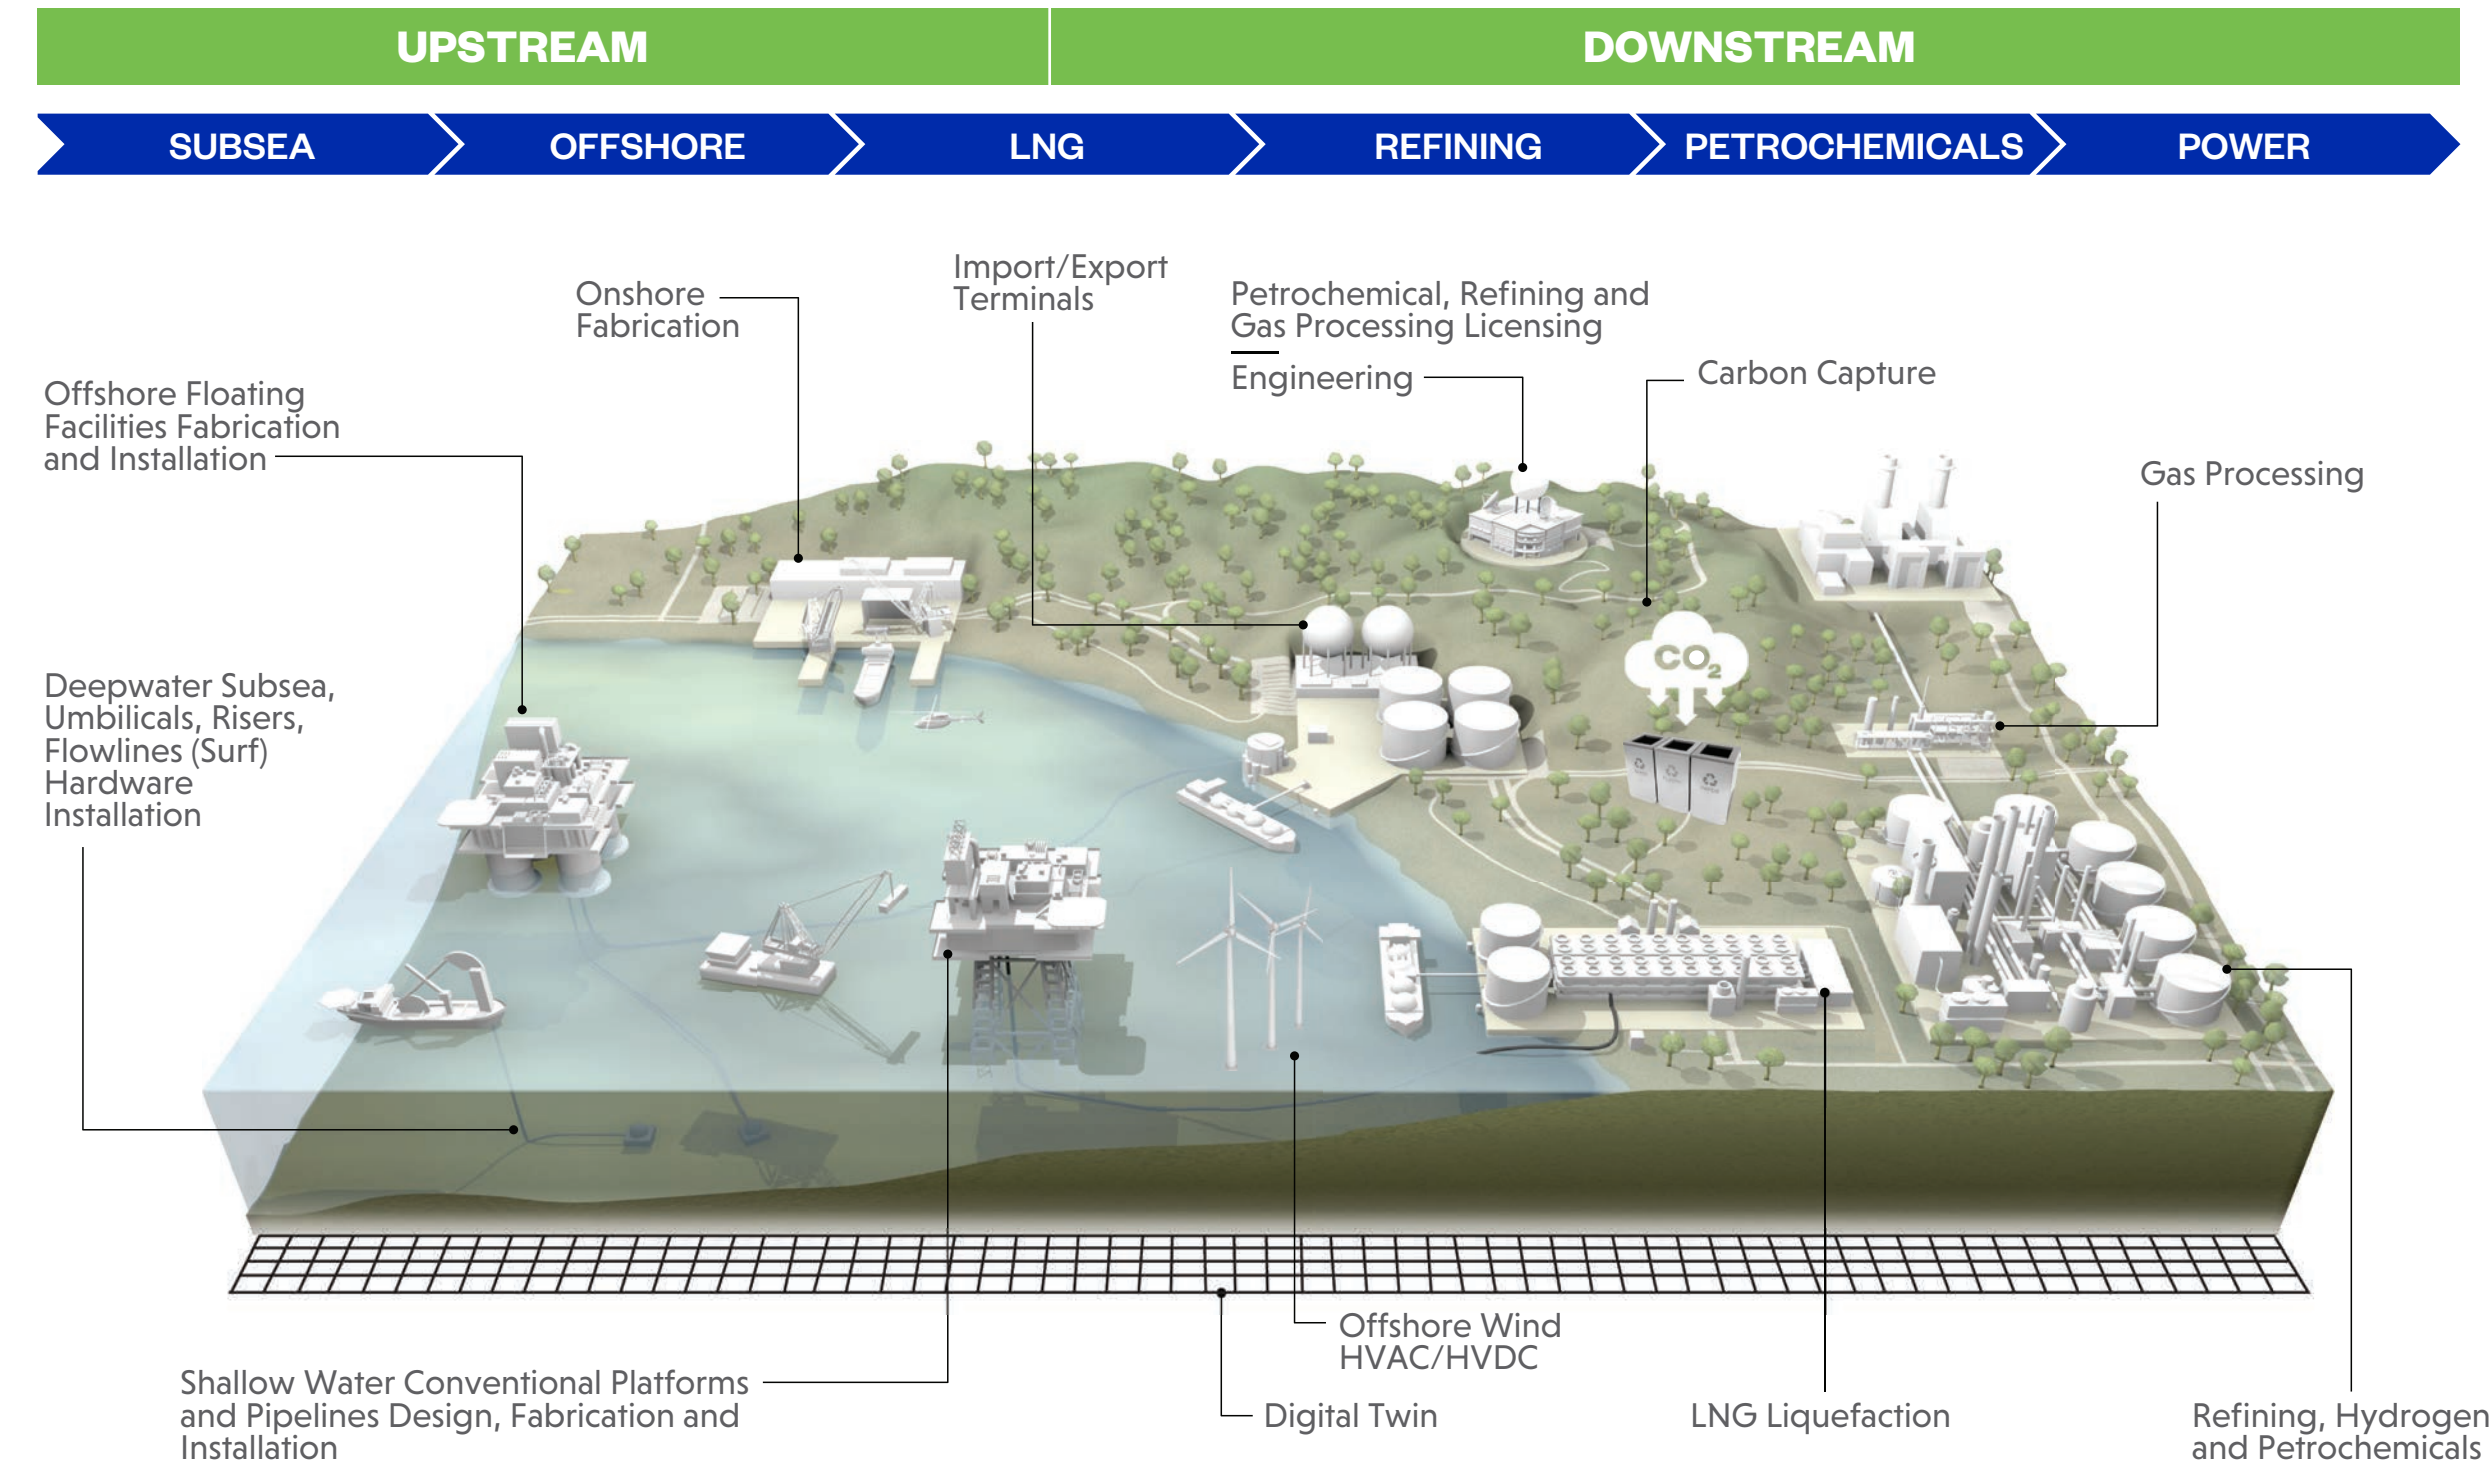 UPSTREAM
DOWNSTREAM
SUBSEA
OFFSHORE
LNG
REFINING
PETROCHEMICALS
POWER
Import/Export
Terminals
Onshore
Fabrication
Petrochemical, Refining and
Gas Processing Licensing
Engineering
Carbon Capture
Offshore Floating
Facilities Fabrication
and Installation
Gas Processing
Deepwater Subsea,
Umbilicals, Risers,
Flowlines (Surf)
Hardware
Installation
CO₂
Offshore Wind
HVAC/HVDC
Shallow Water Conventional Platforms
and Pipelines Design, Fabrication and
Installation
Digital Twin
LNG Liquefaction
Refining, Hydrogen
and Petrochemicals